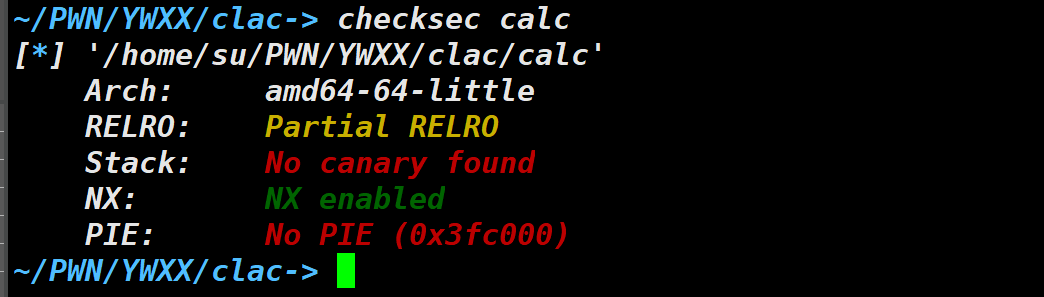 ~/PWN/YWXX/clac-> checksec calc
[*] '/home/su/PWN/YWXX/clac/calc'
    Arch:     amd64-64-little
    RELRO:    Partial RELRO
    Stack:    No canary found
    NX:       NX enabled
    PIE:      No PIE (0x3fc000)
~/PWN/YWXX/clac->